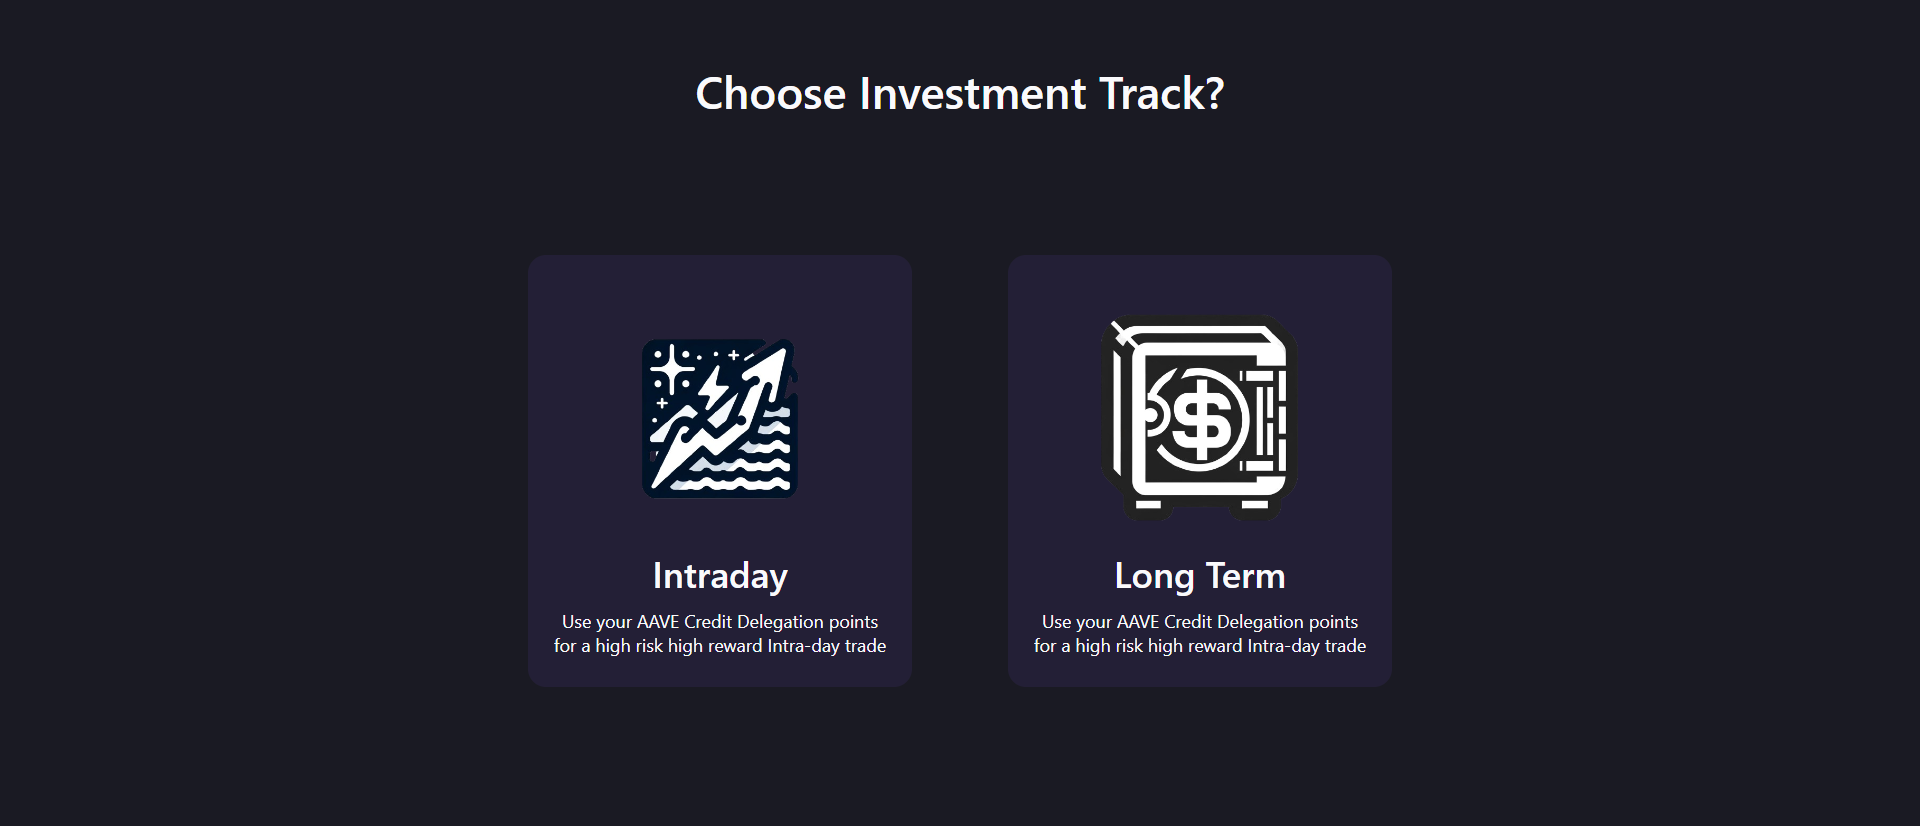 Choose Investment Track?
$
Intraday
Use your AAVE Credit Delegation points
for a high risk high reward Intra-day trade
Long Term
Use your AAVE Credit Delegation points
for a high risk high reward Intra-day trade